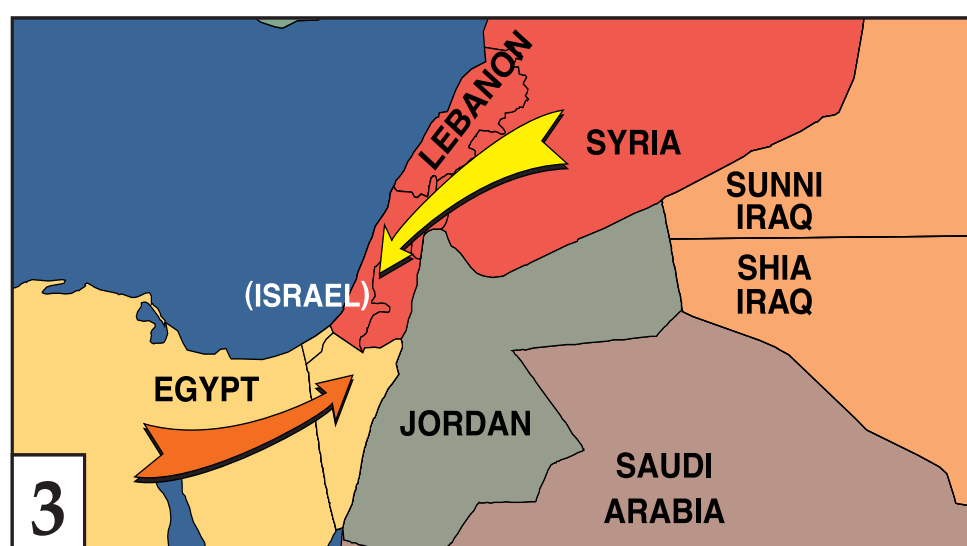 LEBANON
SYRIA
SUNNI
IRAQ
SHIA
IRAQ
(ISRAEL)
EGYPT
JORDAN
SAUDI
ARABIA
3